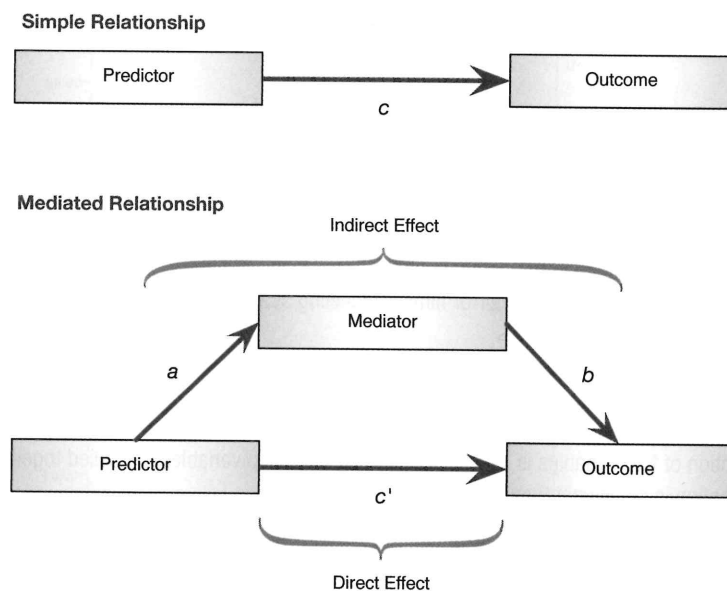 Simple Relationship
Predictor
Outcome
c
Mediated Relationship
Indirect Effect
Mediator
a
b
Predictor
Outcome
c'
Direct Effect